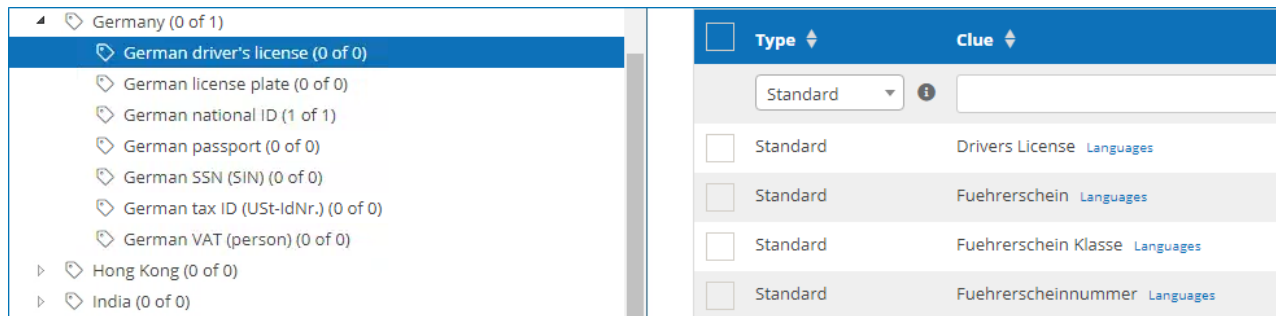 Germany (0 of 1)
German driver's license (0 of 0)
German license plate (0 of 0)
German national ID (1 of 1)
German passport (0 of 0)
German SSN (SIN) (0 of 0)
German tax ID (USt-IdNr.) (0 of 0)
German VAT (person) (0 of 0)
Hong Kong (0 of 0)
India (0 of 0)
Type Clue
Standard
Standard Drivers License Languages
Standard Fuehrerschein Languages
Standard Fuehrerschein Klasse Languages
Standard Fuehrerscheinnummer Languages